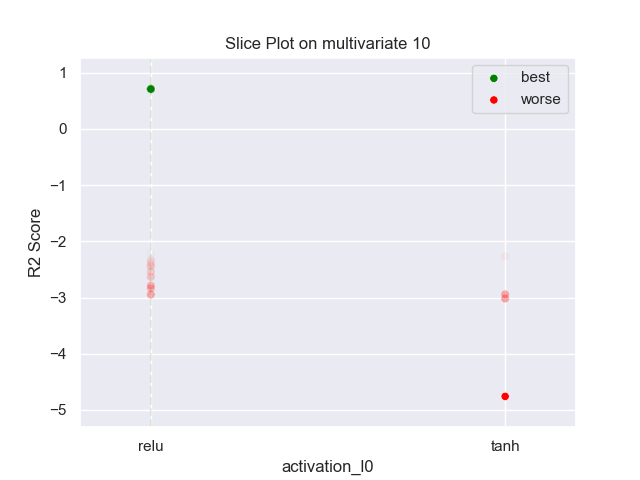 Slice Plot on multivariate 10
best
worse
1
0
−1
−2
−3
−4
−5
R2 Score
relu
tanh
activation_l0